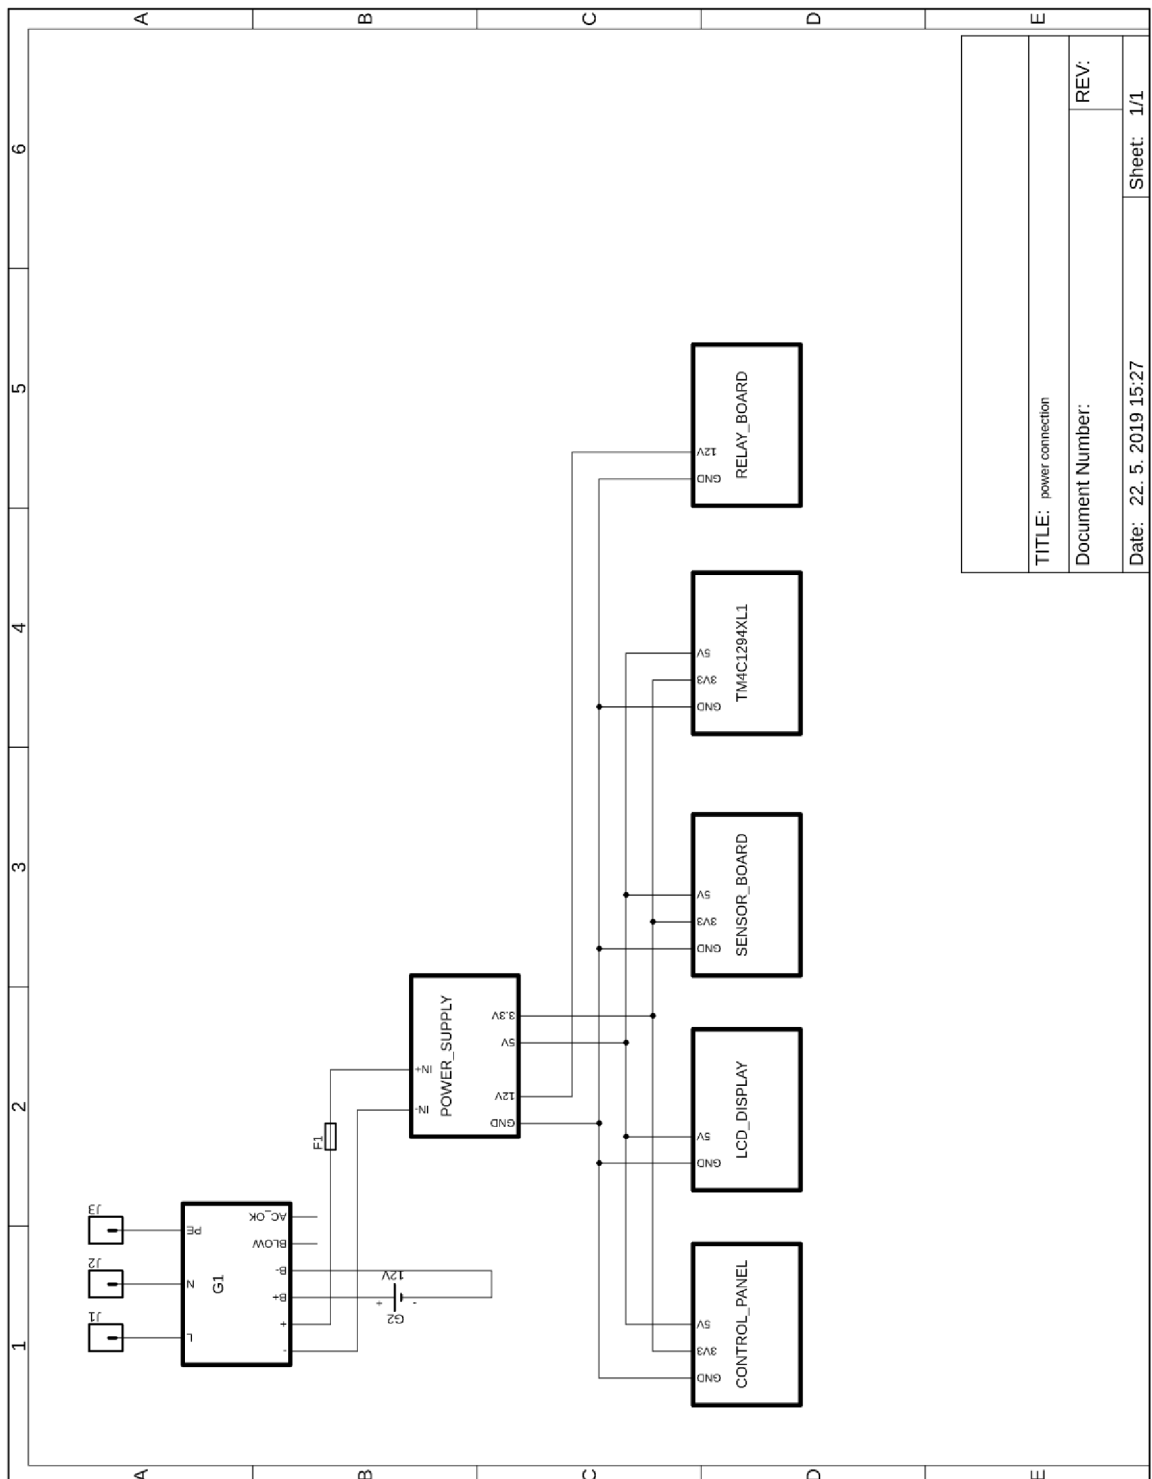 A
B
C
D
E
6
5
4
3
2
1
J3
J2
J1
PE
N
L
G1
AC_OK
BLOW
B-
B+
+
-
F1
12V
+
-
G2
IN+
IN-
POWER_SUPPLY
3.3V
5V
12V
GND
12V
GND
RELAY_BOARD
5V
3V3
GND
TM4C1294XL1
5V
3V3
GND
SENSOR_BOARD
5V
GND
LCD_DISPLAY
5V
3V3
GND
CONTROL_PANEL
TITLE: power connection
Document Number:
REV:
Date: 22. 5. 2019 15:27
Sheet: 1/1
A
B
C
D
E